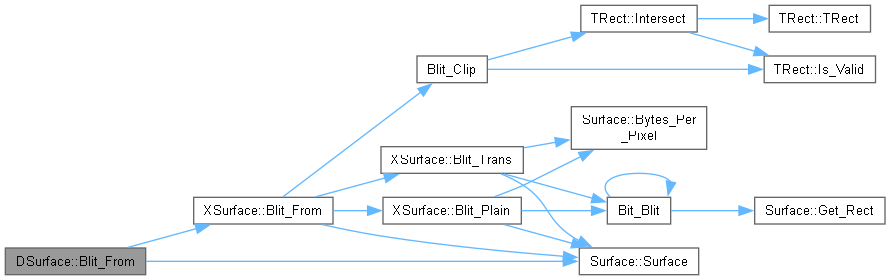 TRect::Intersect
TRect::TRect
Blit_Clip
TRect::Is_Valid
Surface::Bytes_Per
_Pixel
XSurface::Blit_Trans
XSurface::Blit_From
XSurface::Blit_Plain
Bit_Blit
Surface::Get_Rect
DSurface::Blit_From
Surface::Surface